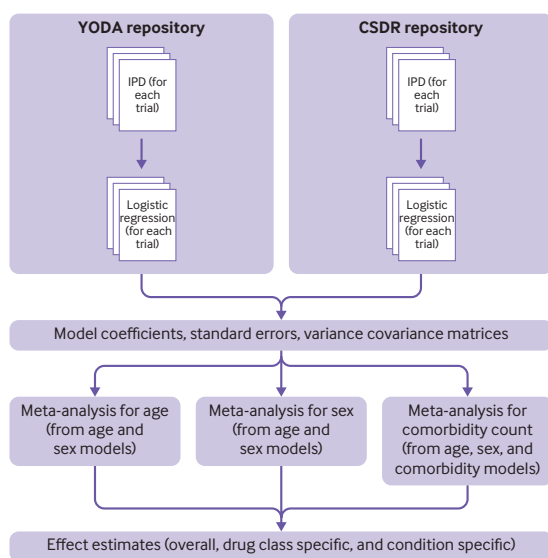 YODA repository
CSDR repository
IPD (for
each
trial)
IPD (for
each
trial)
Logistic
regression
(for each
trial)
Logistic
regression
(for each
trial)
Model coefficients, standard errors, variance covariance matrices
Meta-analysis for age
(from age and
sex models)
Meta-analysis for sex
(from age and
sex models)
Meta-analysis for
comorbidity count
(from age, sex, and
comorbidity models)
Effect estimates (overall, drug class specific, and condition specific)